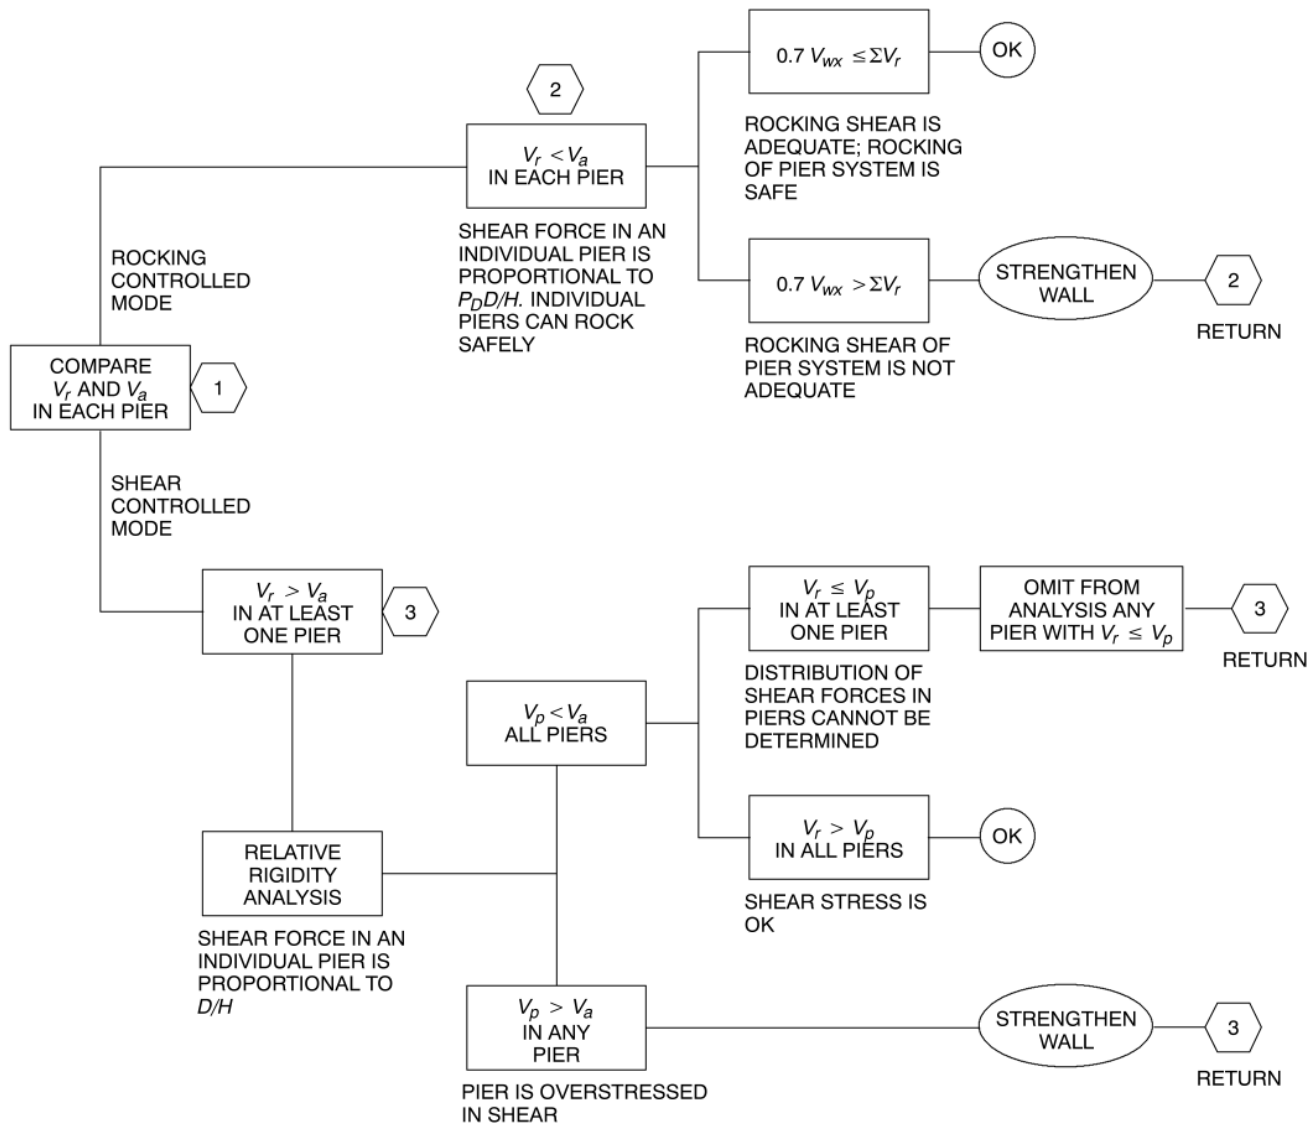 2
V_r < V_a
IN EACH PIER
SHEAR FORCE IN AN
INDIVIDUAL PIER IS
PROPORTIONAL TO
P_D D/H. INDIVIDUAL
PIERS CAN ROCK
SAFELY
0.7 V_wx ≤ ΣV_r
OK
ROCKING SHEAR IS
ADEQUATE; ROCKING
OF PIER SYSTEM IS
SAFE
0.7 V_wx > ΣV_r
STRENGTHEN
WALL
2
RETURN
ROCKING SHEAR OF
PIER SYSTEM IS NOT
ADEQUATE
ROCKING
CONTROLLED
MODE
COMPARE
V_r AND V_a
IN EACH PIER
1
SHEAR
CONTROLLED
MODE
V_r > V_a
IN AT LEAST
ONE PIER
3
RELATIVE
RIGIDITY
ANALYSIS
SHEAR FORCE IN AN
INDIVIDUAL PIER IS
PROPORTIONAL TO
D/H
V_p < V_a
ALL PIERS
V_r ≤ V_p
IN AT LEAST
ONE PIER
OMIT FROM
ANALYSIS ANY
PIER WITH V_r ≤ V_p
3
RETURN
DISTRIBUTION OF
SHEAR FORCES IN
PIERS CANNOT BE
DETERMINED
V_r > V_p
IN ALL PIERS
OK
SHEAR STRESS IS
OK
V_p > V_a
IN ANY
PIER
PIER IS OVERSTRESSED
IN SHEAR
STRENGTHEN
WALL
3
RETURN